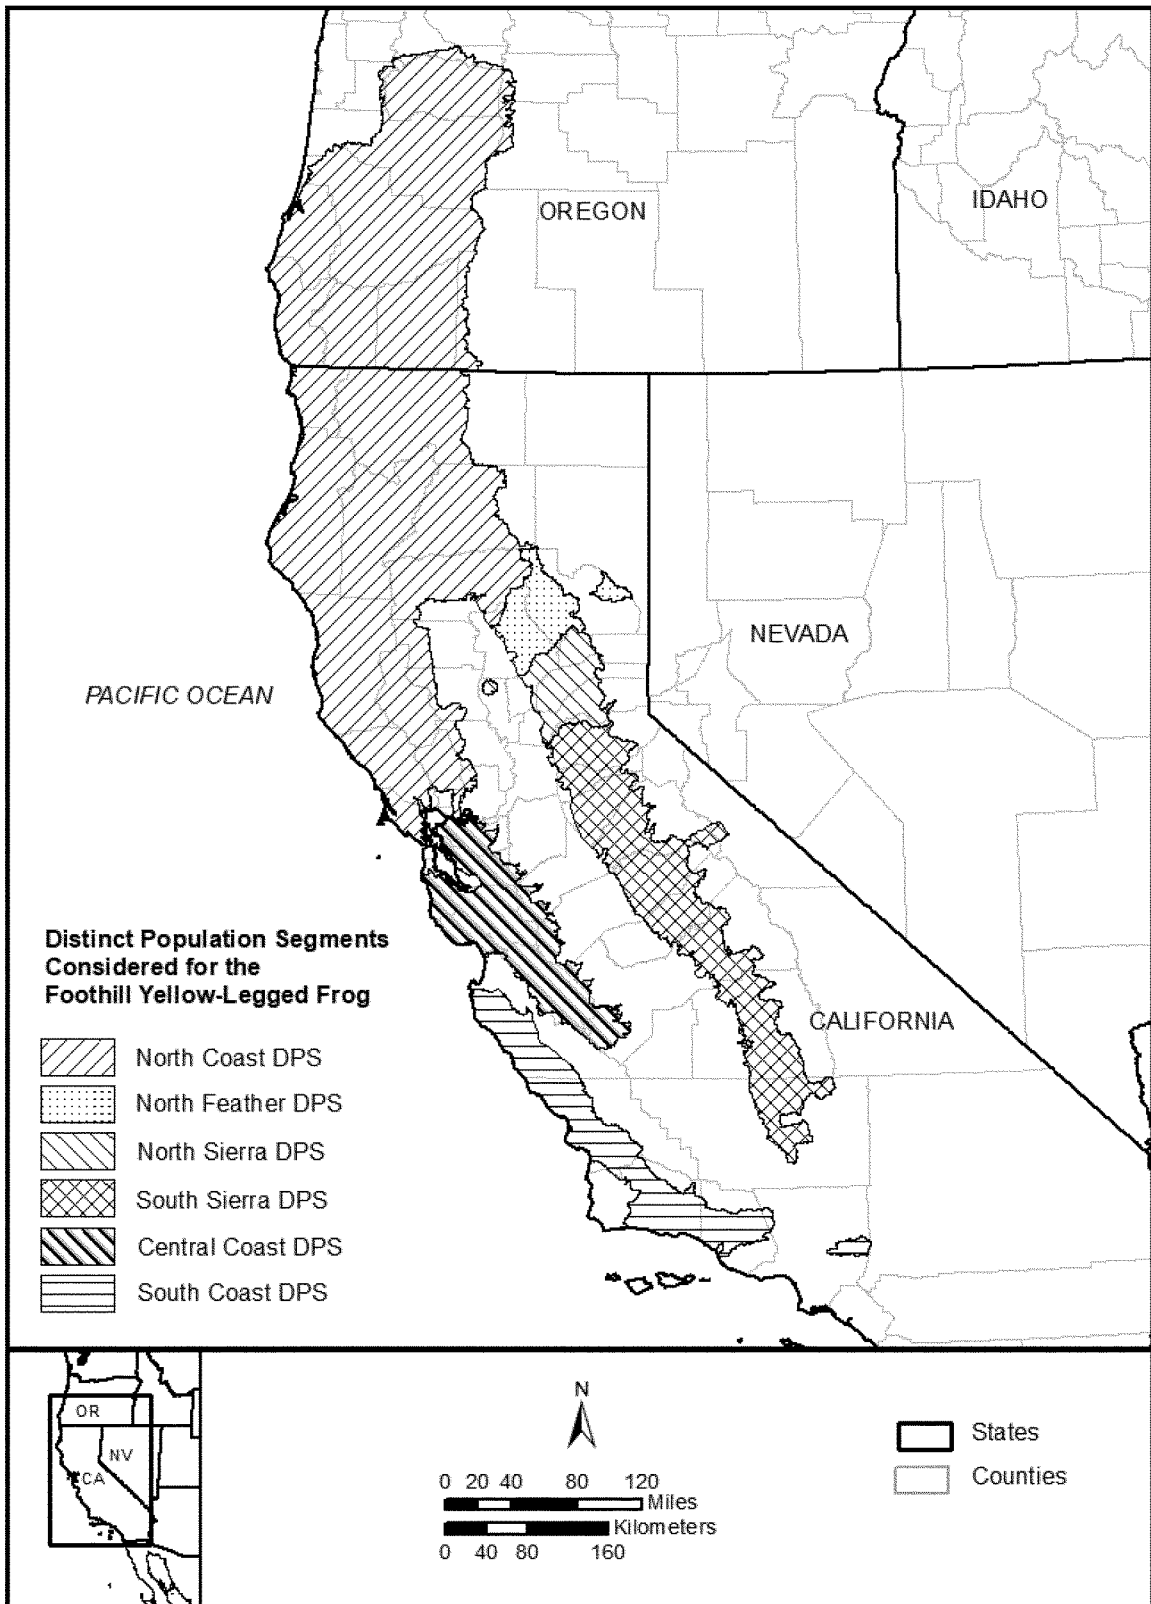 OREGON
IDAHO
NEVADA
PACIFIC OCEAN
CALIFORNIA
Distinct Population Segments
Considered for the
Foothill Yellow-Legged Frog
North Coast DPS
North Feather DPS
North Sierra DPS
South Sierra DPS
Central Coast DPS
South Coast DPS
OR
NV
CA
N
0 20 40 80 120
Miles
Kilometers
0 40 80 160
States
Counties